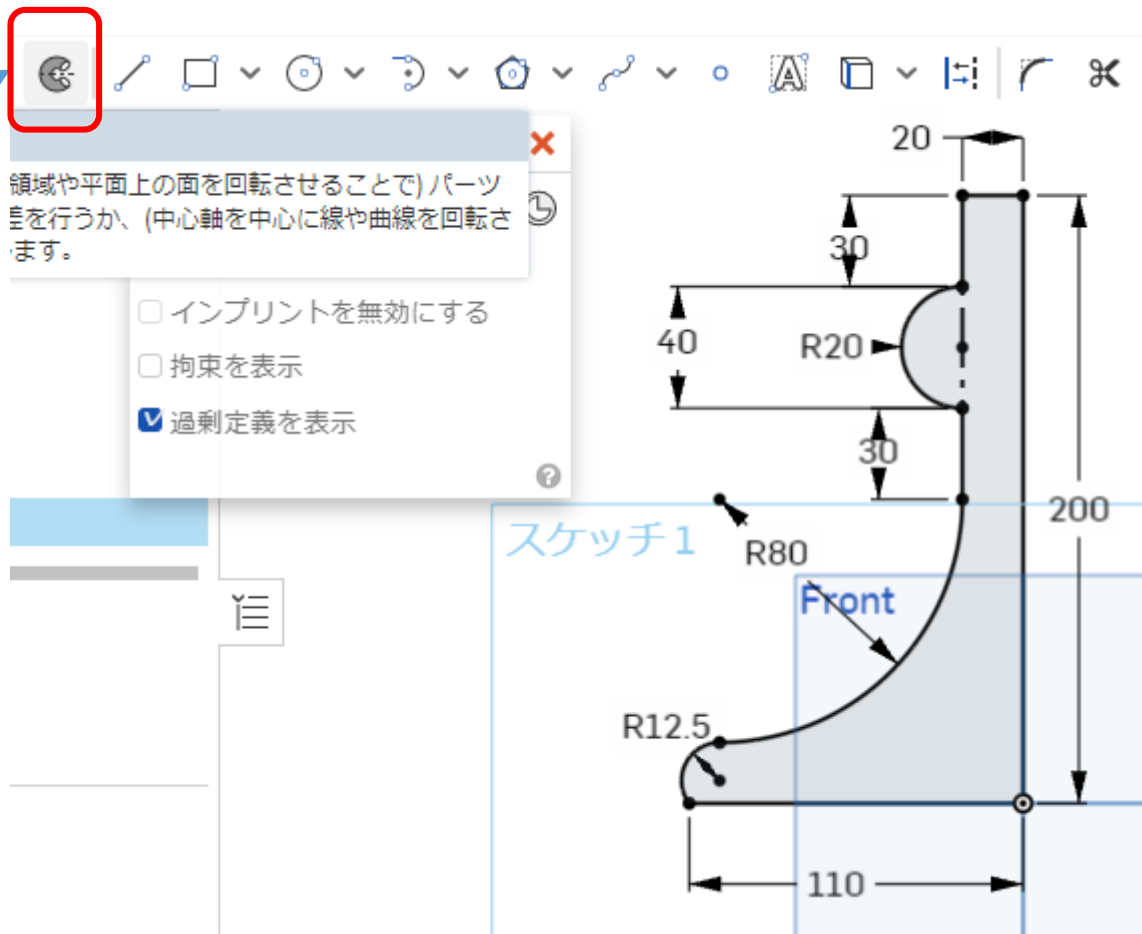 領域や平面上の面を回転させることで) パーツ
差を行うか、(中心軸を中心に線や曲線を回転さ
ます。
インプリントを無効にする
拘束を表示
過剰定義を表示
20
30
40
R20
30
200
スケッチ1
R80
Front
R12.5
110